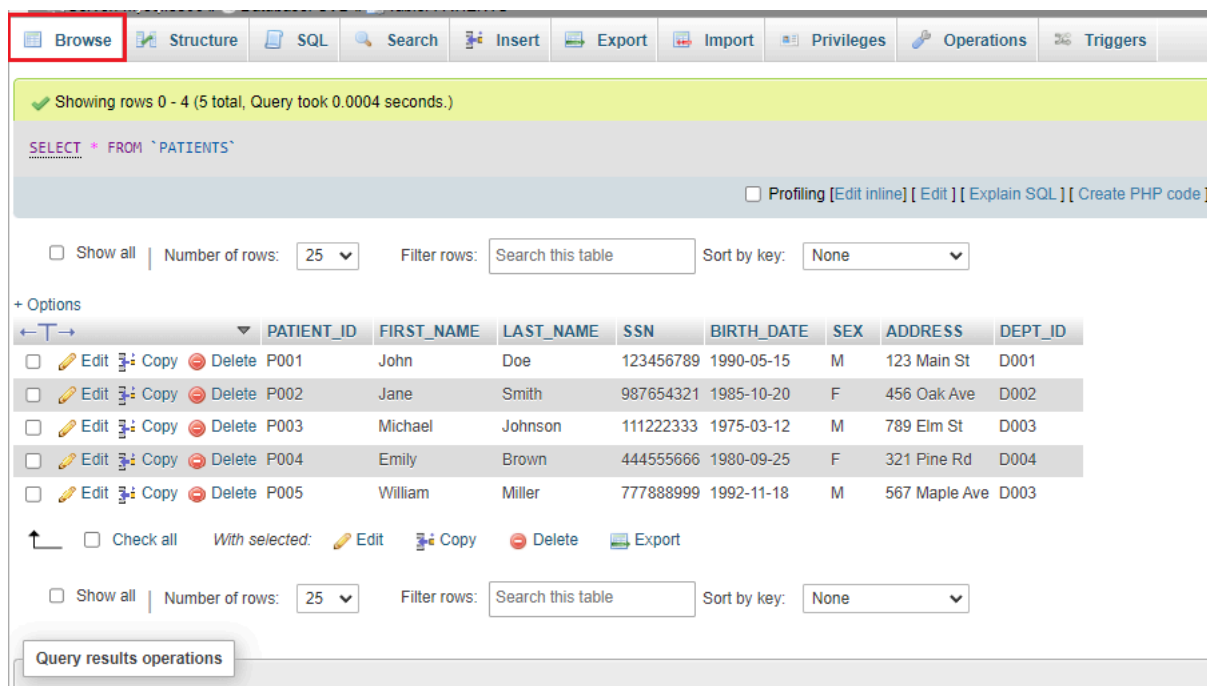 Browse Structure SQL Search Insert Export Import Privileges Operations Triggers
Showing rows 0 - 4 (5 total, Query took 0.0004 seconds.)
SELECT * FROM `PATIENTS`
Profiling [Edit inline] [ Edit ] [ Explain SQL ] [ Create PHP code ]
Show all | Number of rows: 25 Filter rows: Search this table Sort by key: None
+ Options
←T→ PATIENT_ID FIRST_NAME LAST_NAME SSN BIRTH_DATE SEX ADDRESS DEPT_ID
Edit Copy Delete P001 John Doe 123456789 1990-05-15 M 123 Main St D001
Edit Copy Delete P002 Jane Smith 987654321 1985-10-20 F 456 Oak Ave D002
Edit Copy Delete P003 Michael Johnson 111222333 1975-03-12 M 789 Elm St D003
Edit Copy Delete P004 Emily Brown 444555666 1980-09-25 F 321 Pine Rd D004
Edit Copy Delete P005 William Miller 777888999 1992-11-18 M 567 Maple Ave D003
Check all With selected: Edit Copy Delete Export
Show all | Number of rows: 25 Filter rows: Search this table Sort by key: None
Query results operations